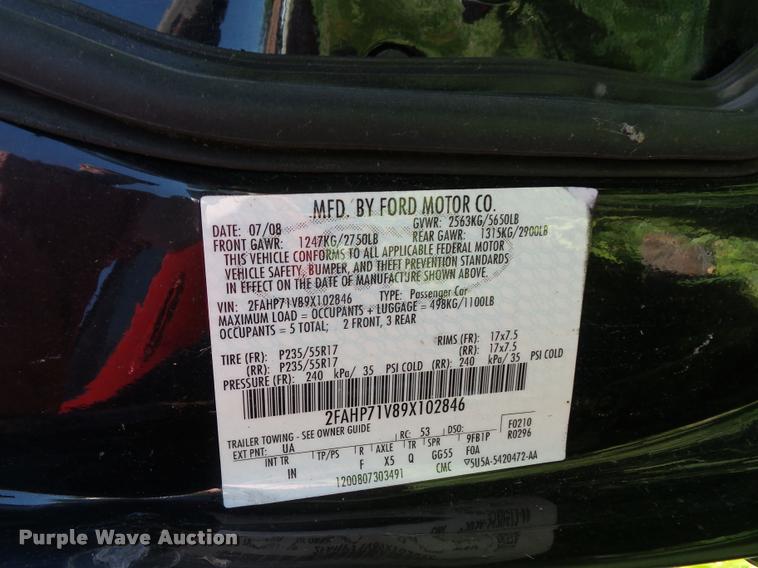 MFD. BY FORD MOTOR CO.
DATE: 07/08 GVWR: 2563KG/5650LB
FRONT GAWR: 1247KG/2750LB REAR GAWR: 1315KG/2900LB
THIS VEHICLE CONFORMS TO ALL APPLICABLE FEDERAL MOTOR
VEHICLE SAFETY, BUMPER, AND THEFT PREVENTION STANDARDS
IN EFFECT ON THE DATE OF MANUFACTURE SHOWN ABOVE.
VIN: 2FAHP71V89X102846 TYPE: Passenger Car
MAXIMUM LOAD = OCCUPANTS + LUGGAGE = 498KG/1100LB
OCCUPANTS = 5 TOTAL; 2 FRONT, 3 REAR
TIRE (FR): P235/55R17 RIMS (FR): 17x7.5
(RR): P235/55R17 (RR): 17x7.5
PRESSURE (FR): 240 kPa/ 35 PSI COLD (RR): 240 kPa/ 35 PSI COLD
2FAHP71V89X102846
TRAILER TOWING - SEE OWNER GUIDE
EXT PNT: UA RC: 53 DSO: F0210
INT TR TP/PS R AXLE TR SPR 9FB1P R0296
IN F X5 Q GG55 F0A
1200807303491 CMC ▽5U5A-5420472-AA
Purple Wave Auction